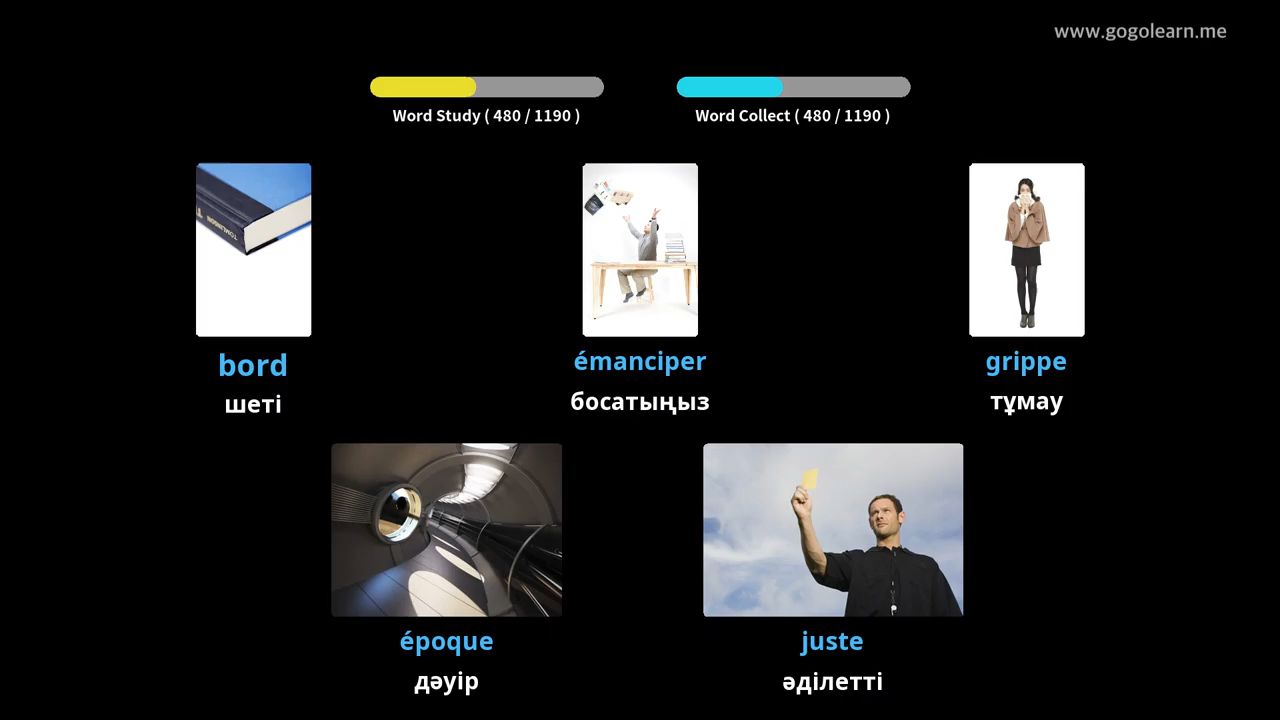 www.gogolearn.me
Word Study ( 480 / 1190 )
Word Collect ( 480 / 1190 )
TOMLINSON
bord
émanciper
grippe
шеті
босатыңыз
тұмау
époque
juste
дәуір
әділетті